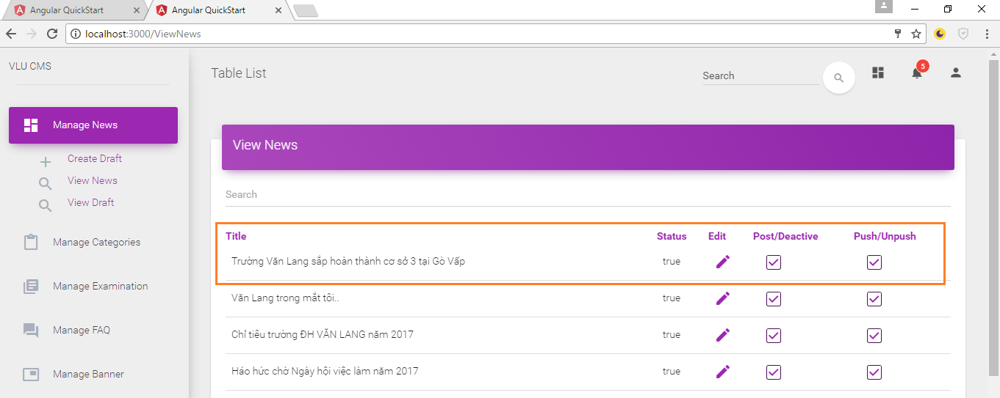 Angular QuickStart
Angular QuickStart
localhost:3000/ViewNews
VLU CMS
Table List
Search
5
Manage News
Create Draft
View News
View Draft
Manage Categories
Manage Examination
Manage FAQ
Manage Banner
View News
Search
Title Status Edit Post/Deactive Push/Unpush
Trường Văn Lang sắp hoàn thành cơ sở 3 tại Gò Vấp true
Văn Lang trong mắt tôi.. true
Chỉ tiêu trường ĐH VĂN LANG năm 2017 true
Háo hức chờ Ngày hội việc làm năm 2017 true